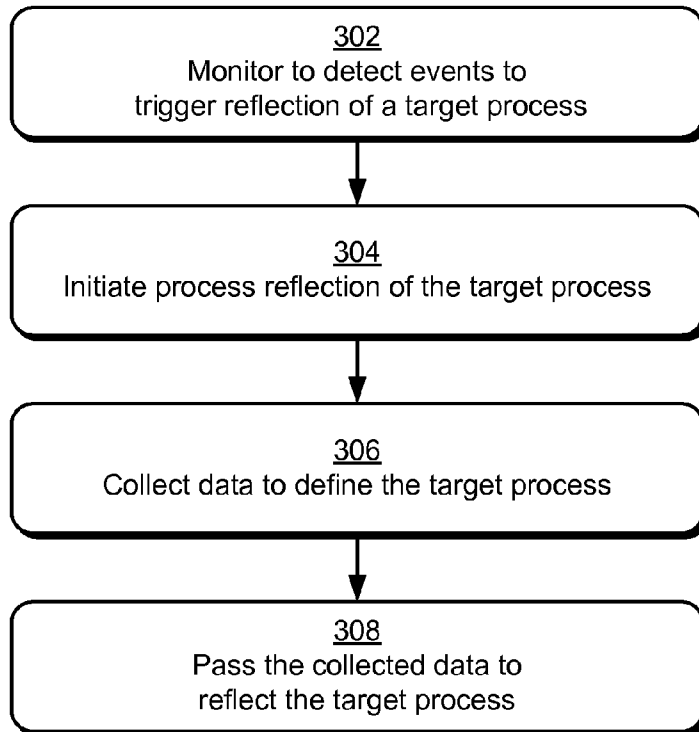 302
Monitor to detect events to
trigger reflection of a target process
304
Initiate process reflection of the target process
306
Collect data to define the target process
308
Pass the collected data to
reflect the target process